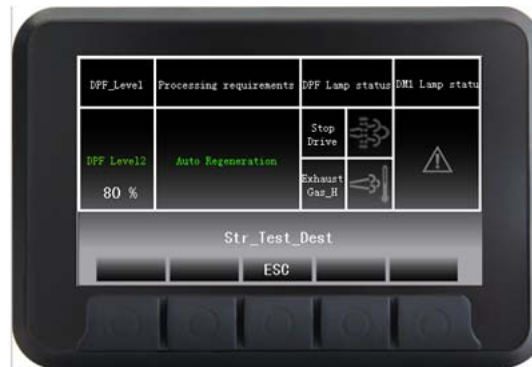 DPF_Level
Processing requirements
DPF Lamp status
DM1 Lamp statu
DPF Level2
80 %
Auto Regeneration
Stop
Drive
Exhaust
Gas_H
Str_Test_Dest
ESC